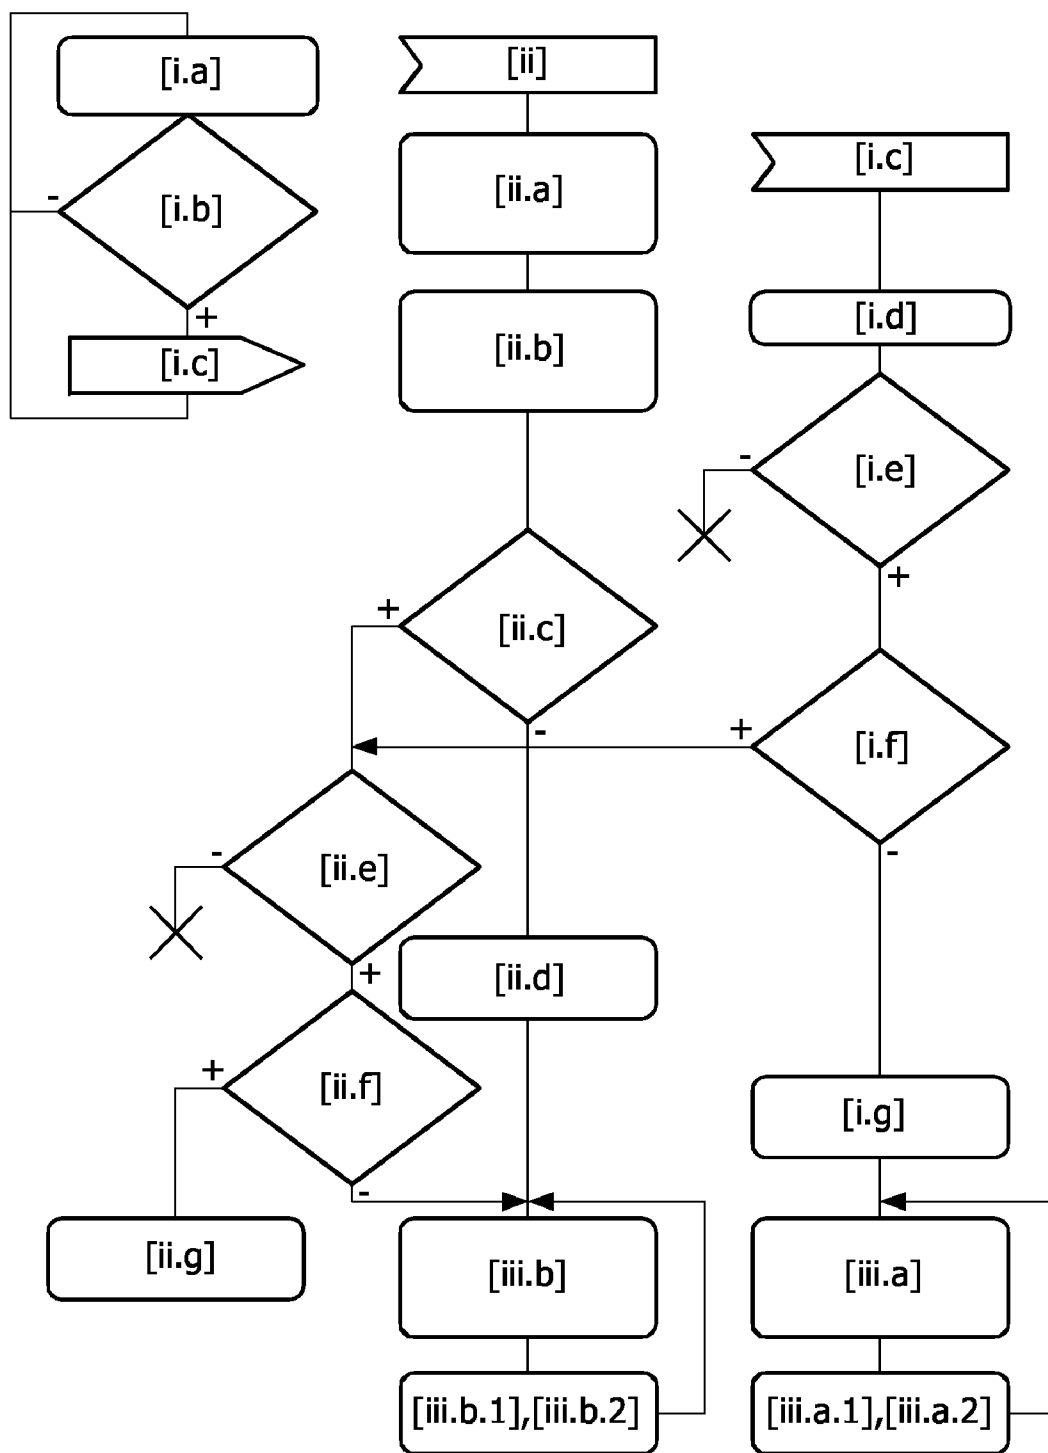 [i.a]
[i.b]
-
+
[i.c]
[ii]
[ii.a]
[ii.b]
[ii.c]
+
-
[ii.e]
-
+
[ii.d]
[ii.f]
+
-
[ii.g]
[iii.b]
[iii.b.1],[iii.b.2]
[i.c]
[i.d]
[i.e]
-
+
[i.f]
+
-
[i.g]
[iii.a]
[iii.a.1],[iii.a.2]